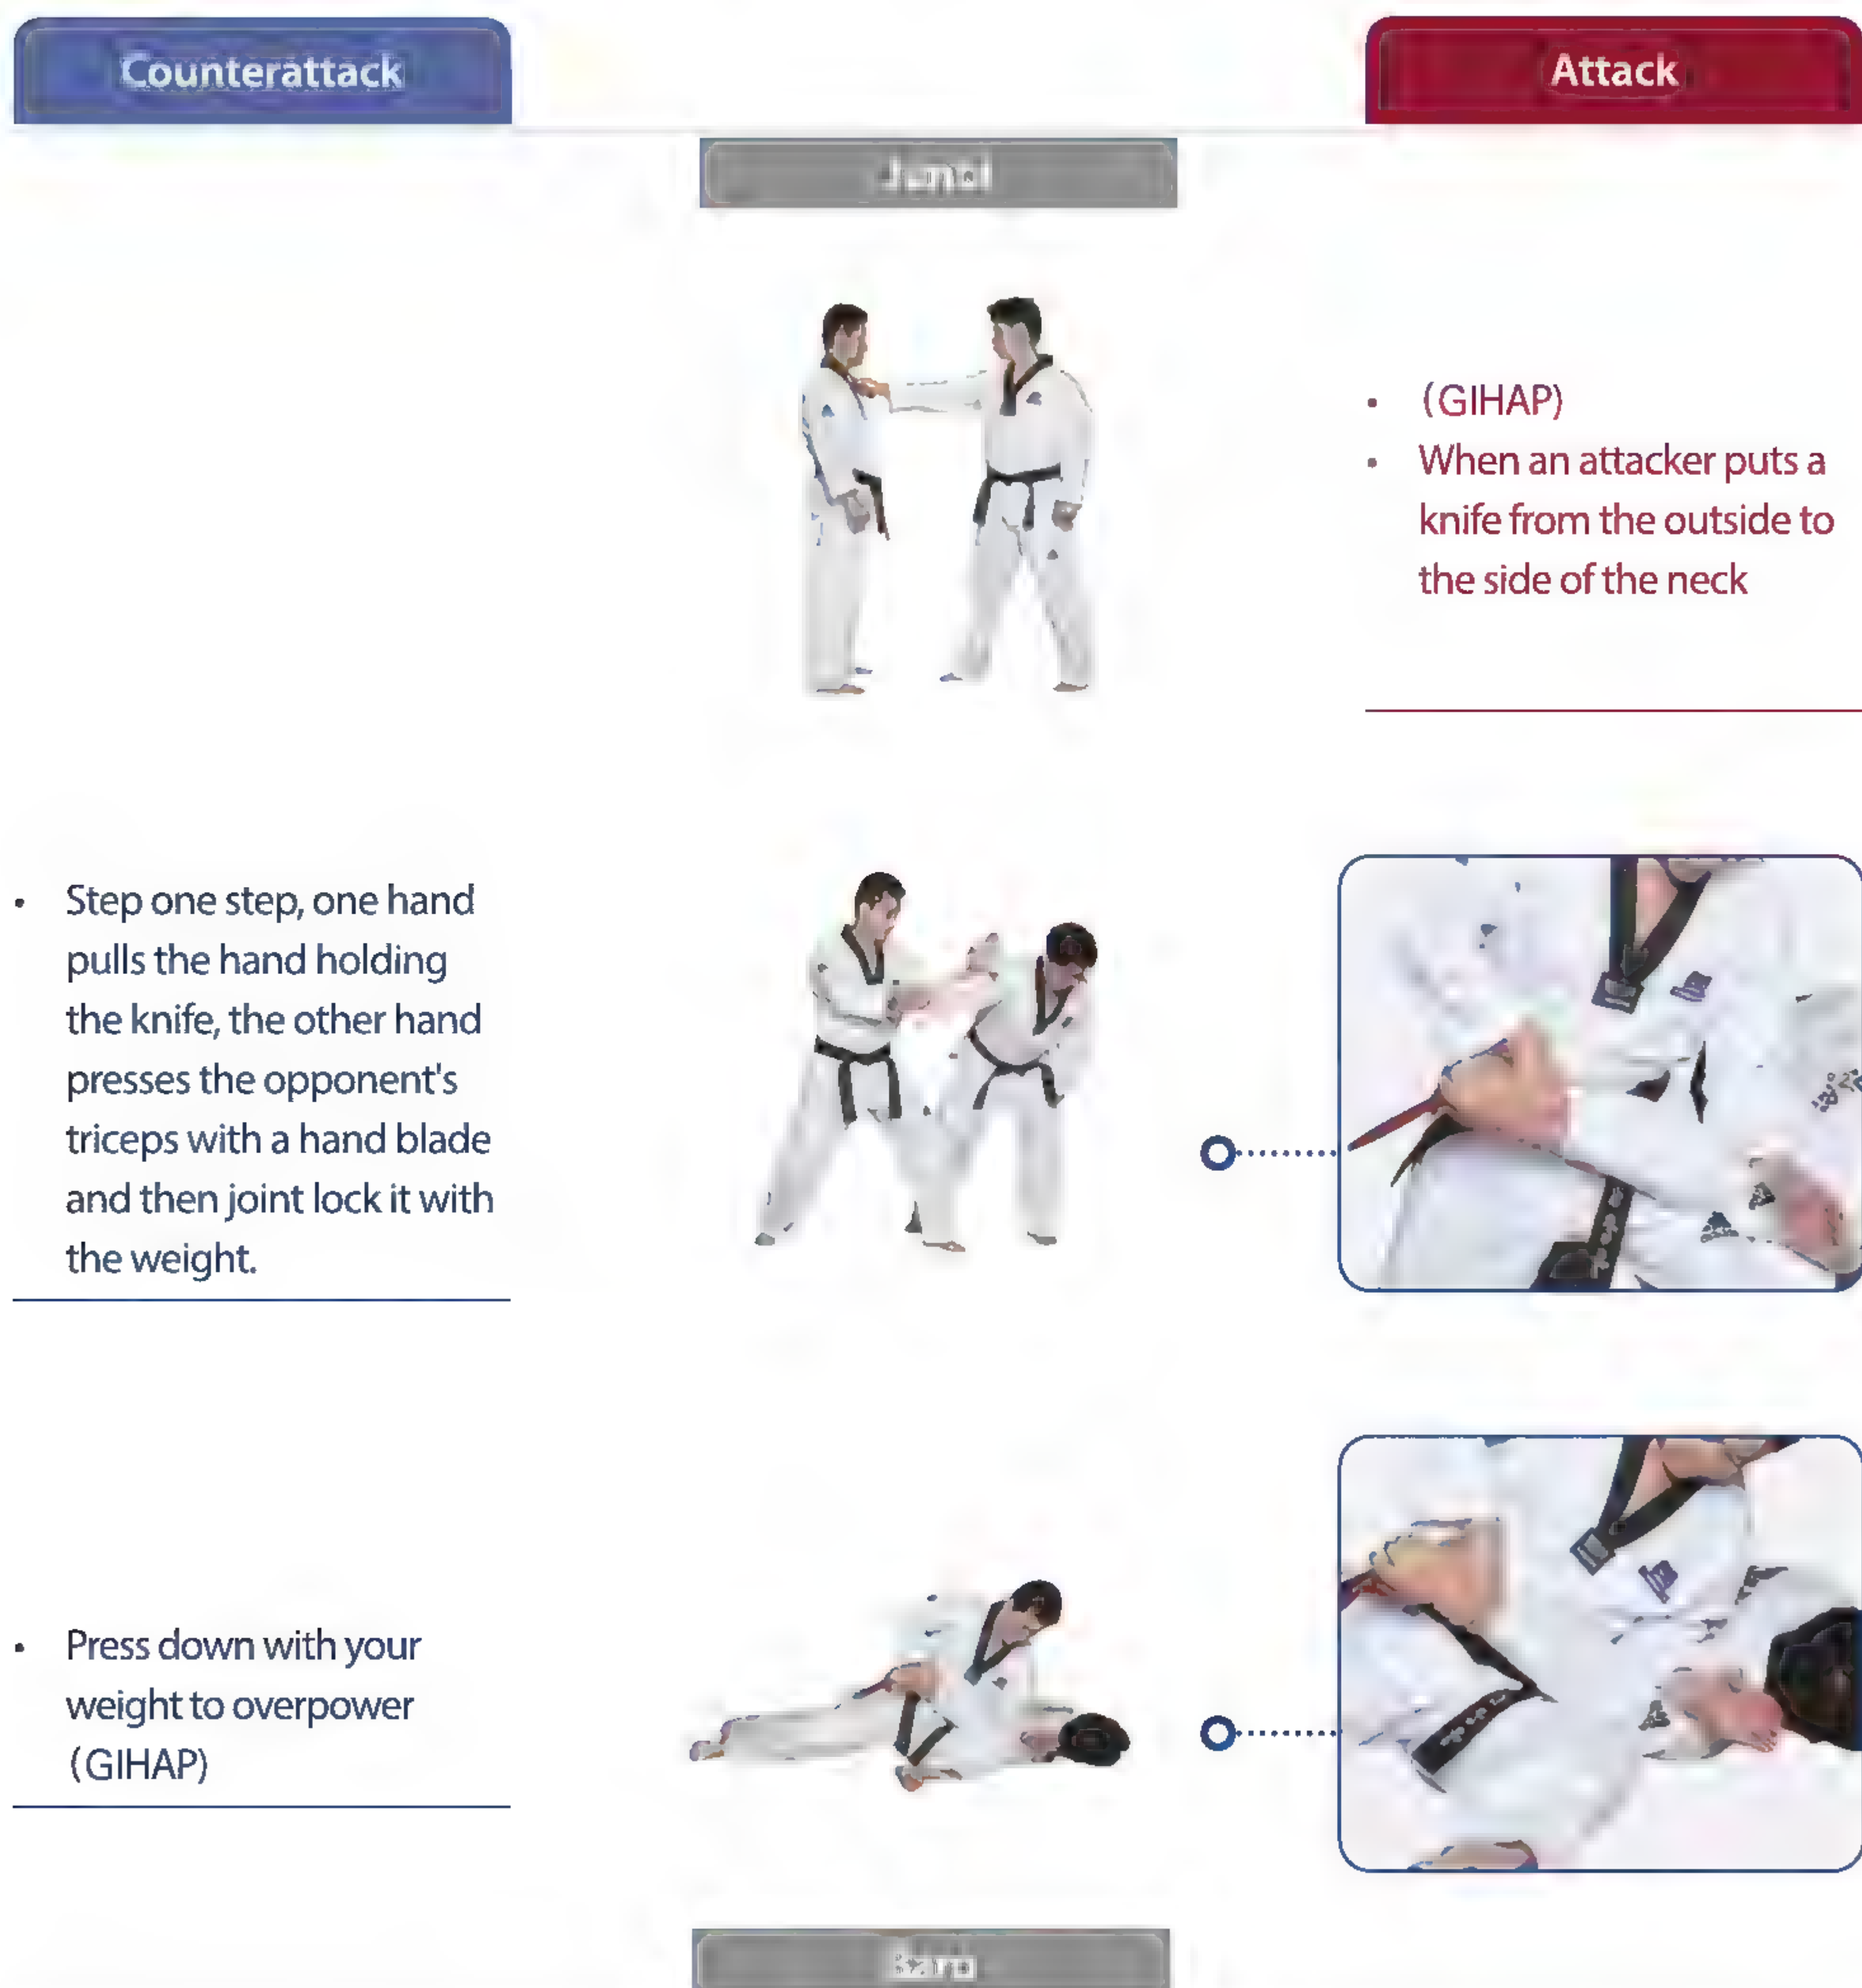 Counterattack
Attack
• (GIHAP)
• When an attacker puts a
knife from the outside to
the side of the neck
• Step one step, one hand
pulls the hand holding
the knife, the other hand
presses the opponent's
triceps with a hand blade
and then joint lock it with
the weight.
• Press down with your
weight to overpower
(GIHAP)